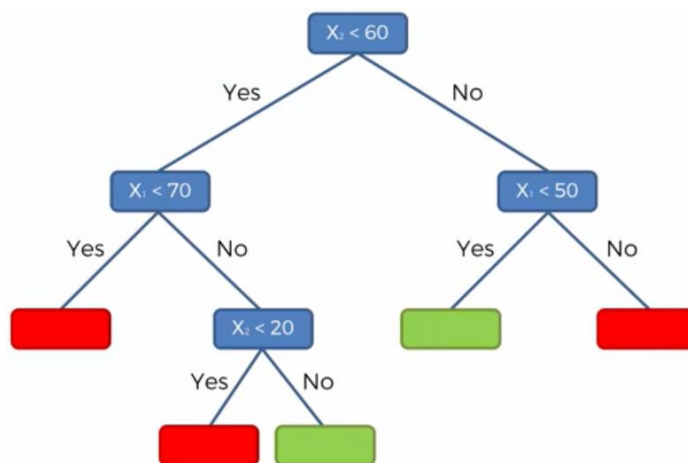 X₂ < 60
Yes
No
X₁ < 70
X₁ < 50
Yes
No
Yes
No
X₂ < 20
Yes
No